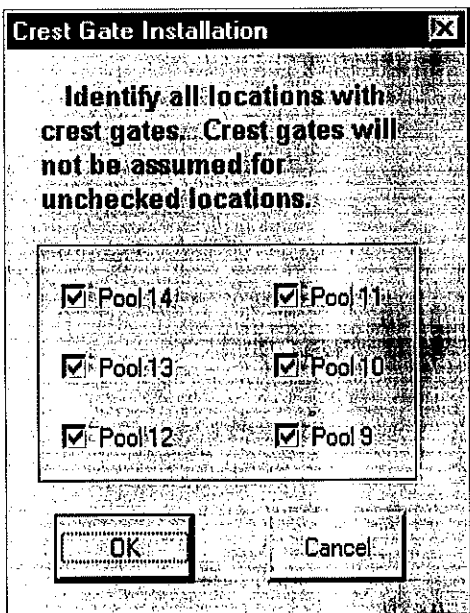 Crest Gate Installation
Identify all locations with
crest gates. Crest gates will
not be assumed for
unchecked locations.
Pool 14 Pool 11
Pool 13 Pool 10
Pool 12 Pool 9
OK Cancel